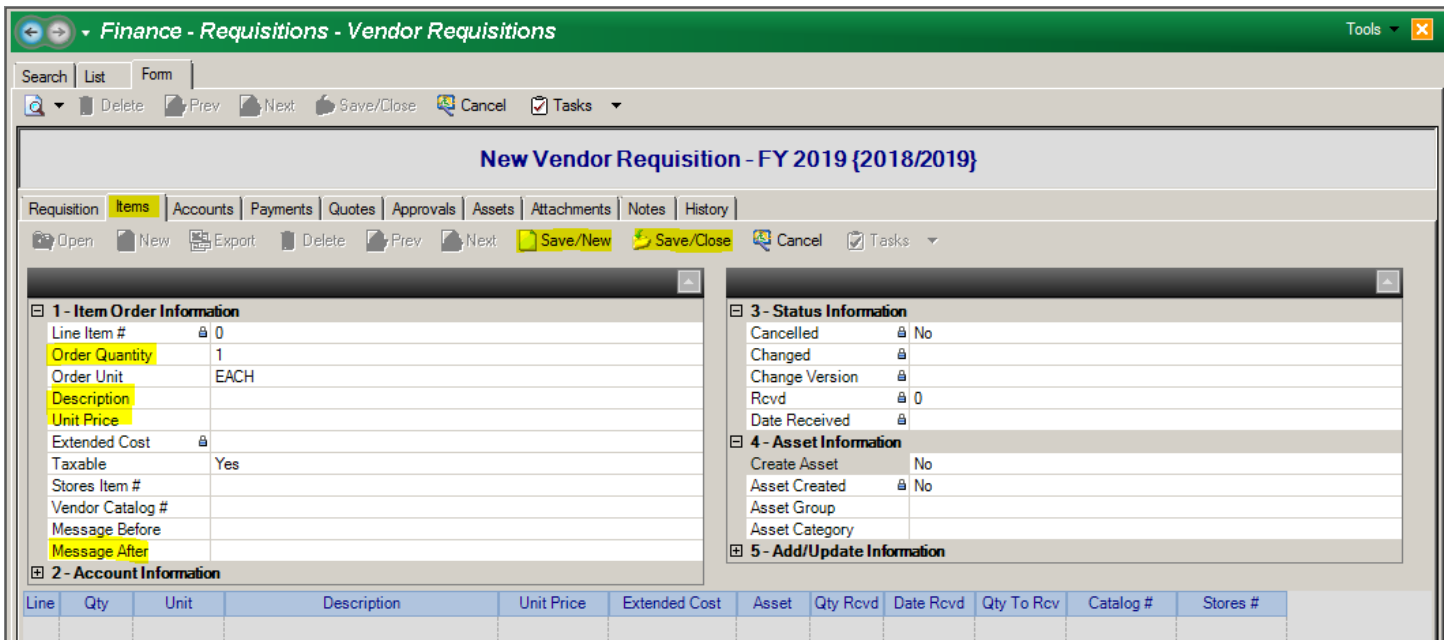 Finance - Requisitions - Vendor Requisitions Tools
Search List Form
Delete Prev Next Save/Close Cancel Tasks
New Vendor Requisition - FY 2019 {2018/2019}
Requisition Items Accounts Payments Quotes Approvals Assets Attachments Notes History
Open New Export Delete Prev Next Save/New Save/Close Cancel Tasks
1 - Item Order Information
Line Item # 0
Order Quantity 1
Order Unit EACH
Description
Unit Price
Extended Cost
Taxable Yes
Stores Item #
Vendor Catalog #
Message Before
Message After
2 - Account Information
3 - Status Information
Cancelled No
Changed
Change Version
Rcvd 0
Date Received
4 - Asset Information
Create Asset No
Asset Created No
Asset Group
Asset Category
5 - Add/Update Information
Line Qty Unit Description Unit Price Extended Cost Asset Qty Rcvd Date Rcvd Qty To Rcv Catalog # Stores #